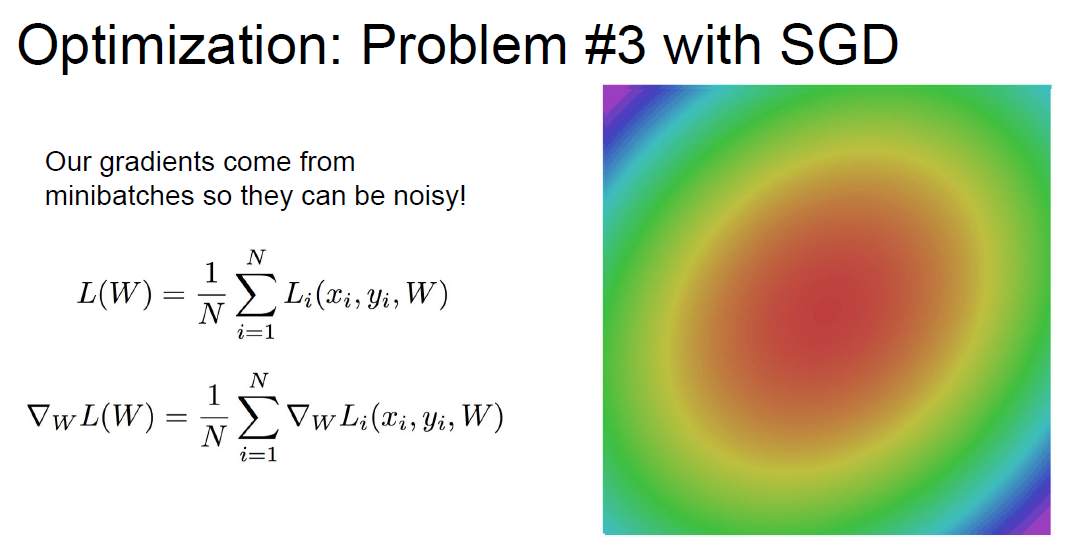 Optimization: Problem #3 with SGD
Our gradients come from
minibatches so they can be noisy!
L(W) = \frac{1}{N} \sum_{i=1}^{N} L_i(x_i, y_i, W)
\nabla_W L(W) = \frac{1}{N} \sum_{i=1}^{N} \nabla_W L_i(x_i, y_i, W)